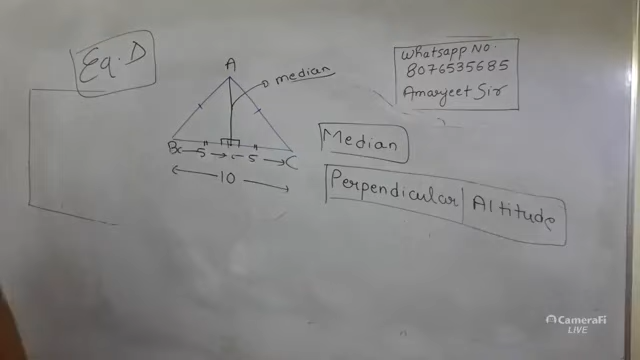 Eq. D
A
median
B
C
5
5
10
Whatsapp No.
8076535685
Amarjeet Sir
Median
Perpendicular | Altitude
CameraFi
LIVE